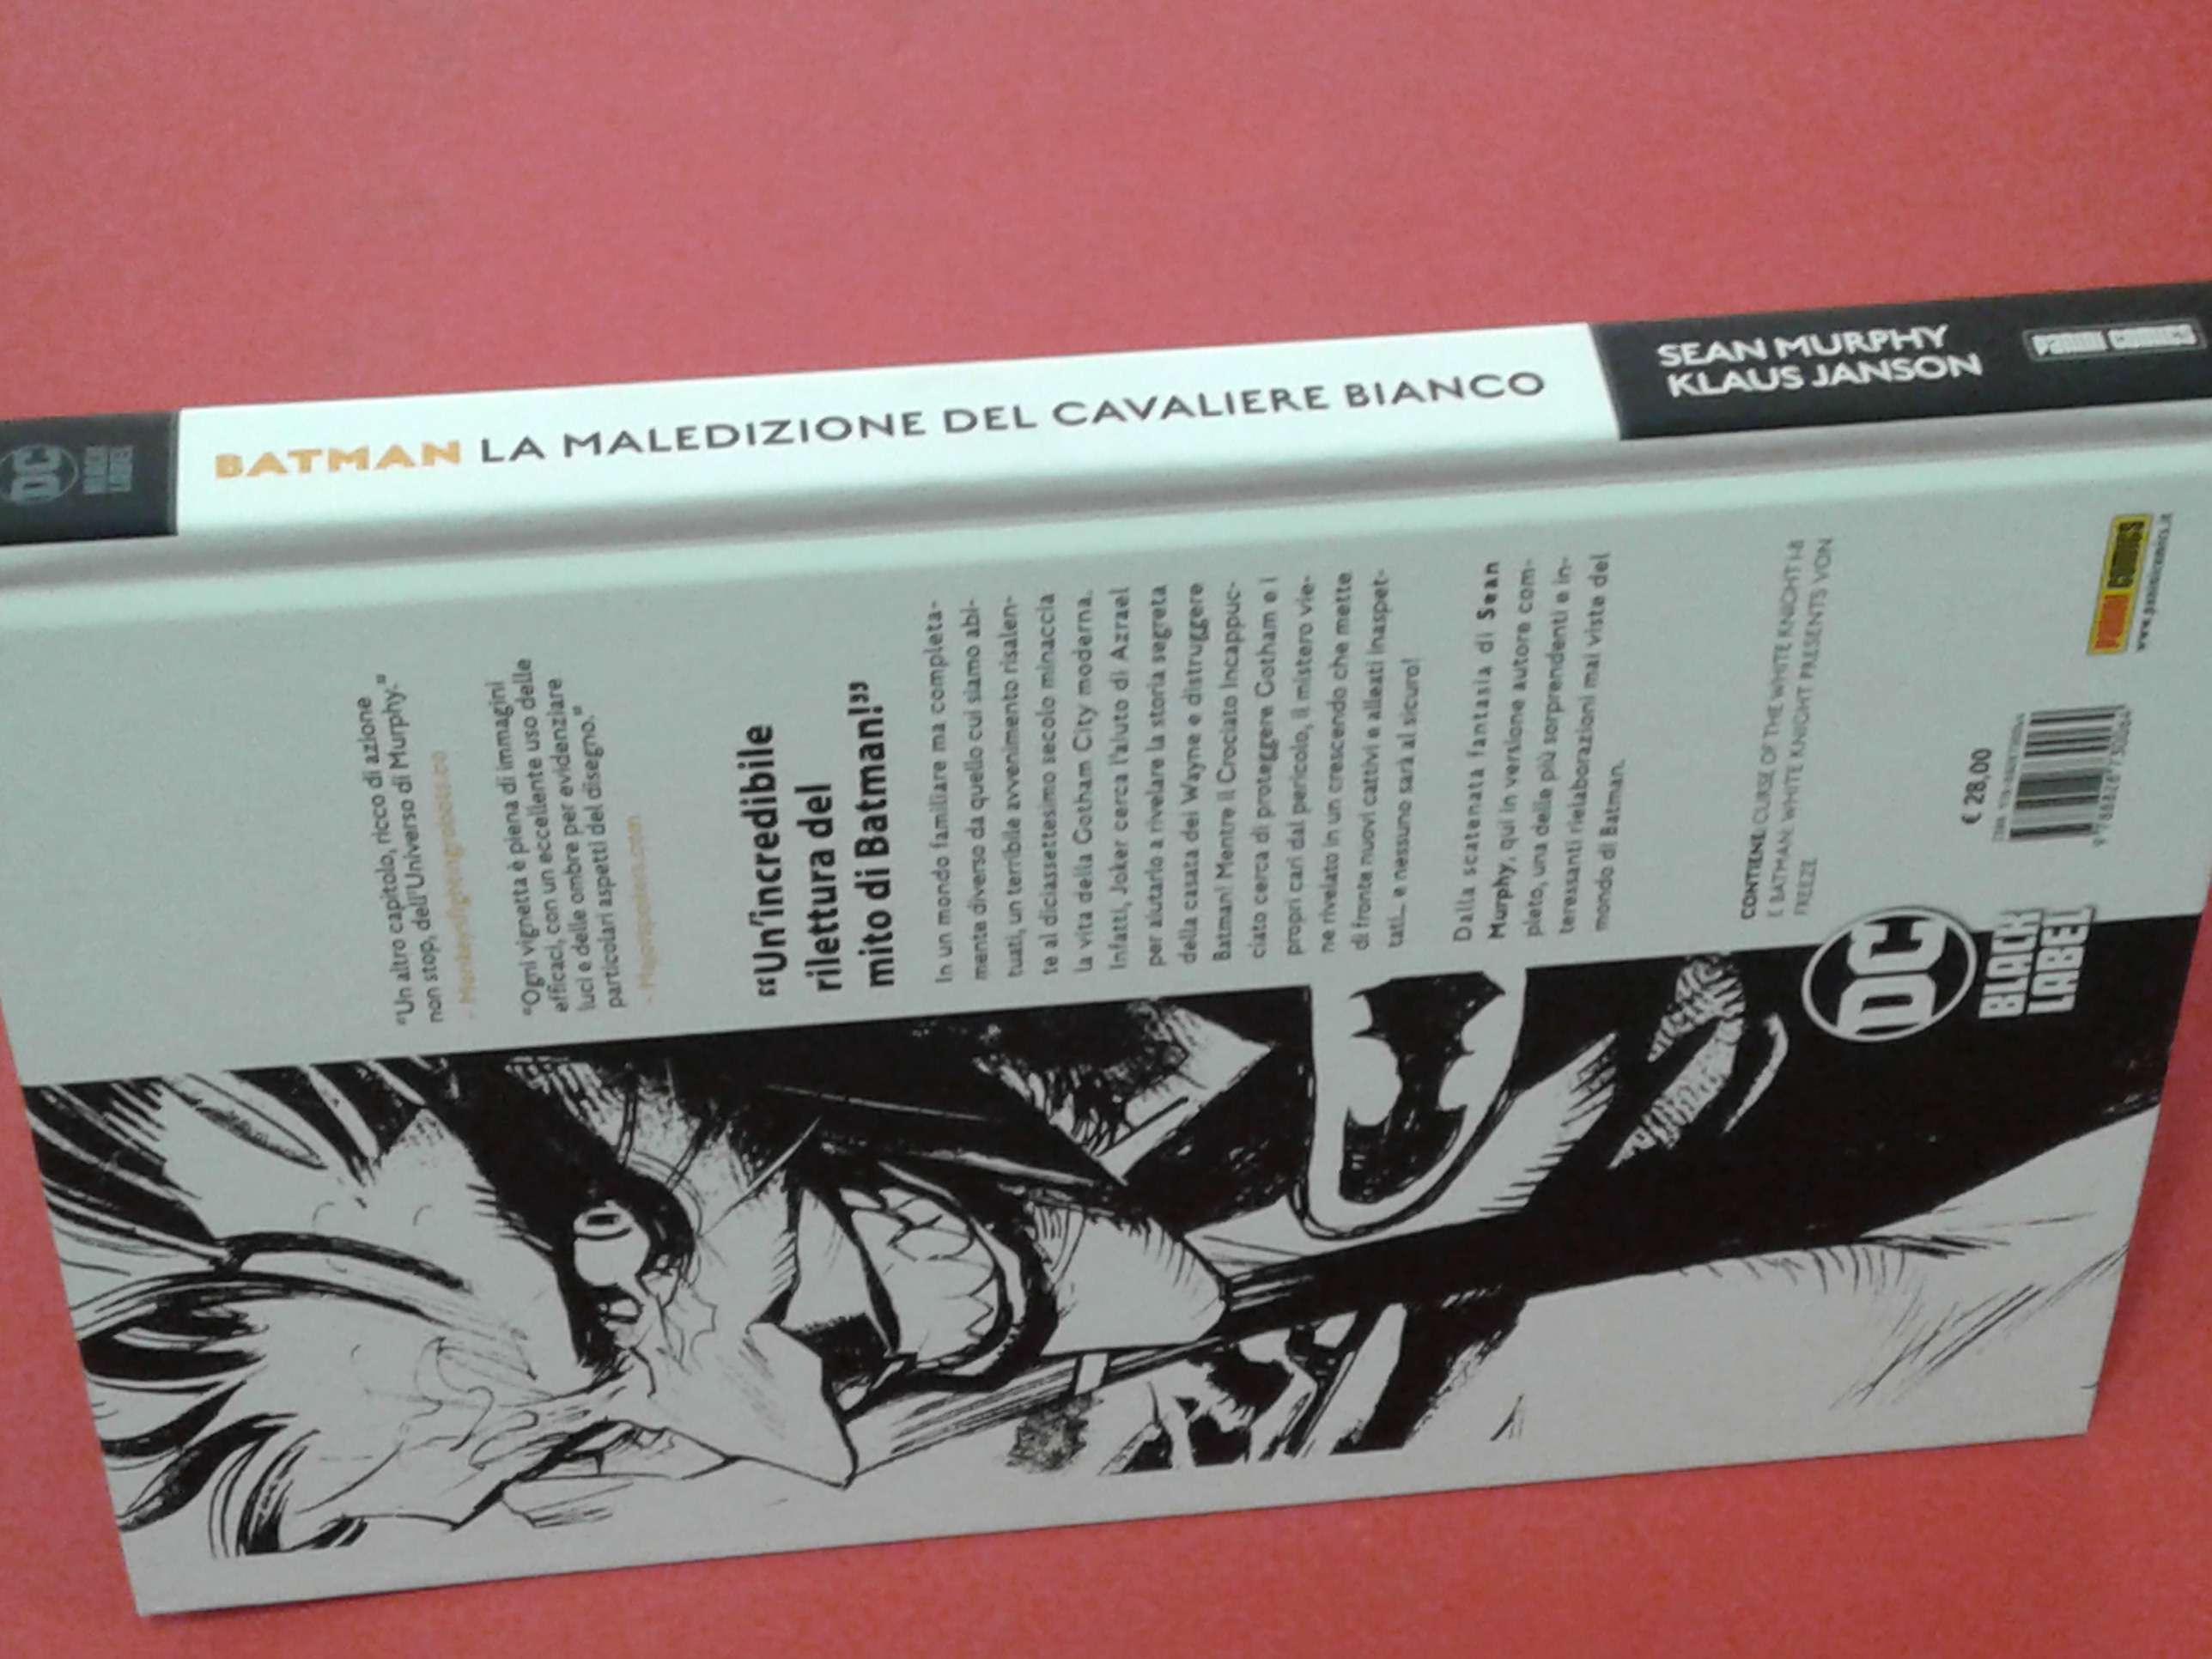 DC
BLACK
LABEL
BATMAN LA MALEDIZIONE DEL CAVALIERE BIANCO
SEAN MURPHY
KLAUS JANSON
PANINI COMICS
“Un altro capitolo, ricco di azione
non stop, dell’Universo di Murphy.”
“Ogni vignetta è piena di immagini
efficaci, con un eccellente uso delle
luci e delle ombre per evidenziare
particolari aspetti del disegno.”
“Un’incredibile
rilettura del
mito di Batman!”
In un mondo familiare ma completa-
mente diverso da quello cui siamo abi-
tuati, un terribile avvenimento risalen-
te al diciassettesimo secolo minaccia
la vita della Gotham City moderna.
Infatti, Joker cerca l’aiuto di Azrael
per aiutarlo a rivelare la storia segreta
della casata dei Wayne e distruggere
Batman! Mentre il Crociato Incappuc-
ciato cerca di proteggere Gotham e i
propri cari dal pericolo, il mistero vie-
ne rivelato in un crescendo che mette
di fronte nuovi cattivi e alleati inaspet-
tati… e nessuno sarà al sicuro!
Dalla scatenata fantasia di Sean
Murphy, qui in versione autore com-
pleto, una delle più sorprendenti e in-
teressanti rielaborazioni mai viste del
mondo di Batman.
CONTIENE: CURSE OF THE WHITE KNIGHT 1-8
E BATMAN: WHITE KNIGHT PRESENTS VON
FREEZE
DC
BLACK
LABEL
€ 28,00
PANINI COMICS